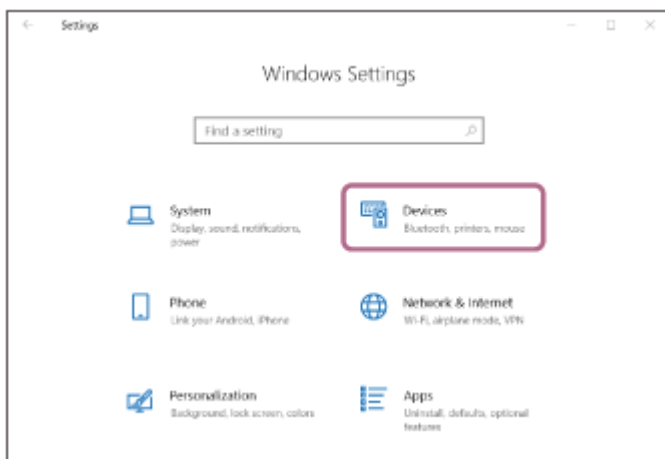 Settings
Windows Settings
Find a setting
System
Display, sound, notifications,
power
Devices
Bluetooth, printers, mouse
Phone
Link your Android, iPhone
Network & Internet
Wi-Fi, airplane mode, VPN
Personalization
Background, lock screen, colors
Apps
Uninstall, defaults, optional
features